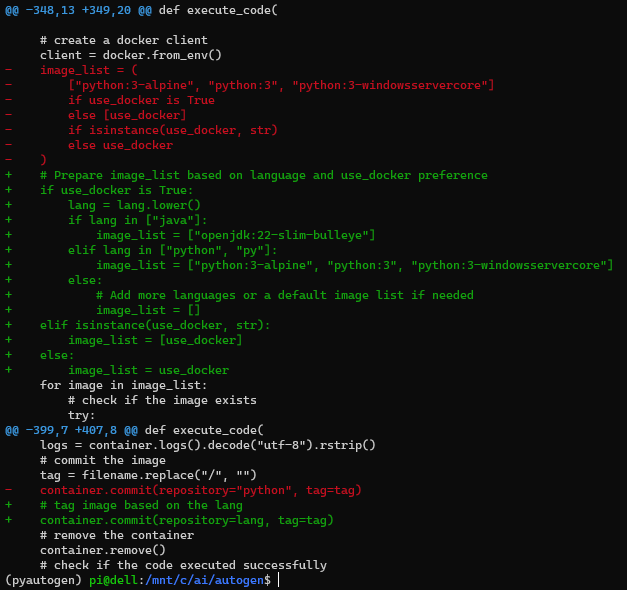 @@ -348,13 +349,20 @@ def execute_code(

     # create a docker client
     client = docker.from_env()
-    image_list = (
-        ["python:3-alpine", "python:3", "python:3-windowsservercore"]
-        if use_docker is True
-        else [use_docker]
-        if isinstance(use_docker, str)
-        else use_docker
-    )
+    # Prepare image_list based on language and use_docker preference
+    if use_docker is True:
+        lang = lang.lower()
+        if lang in ["java"]:
+            image_list = ["openjdk:22-slim-bulleye"]
+        elif lang in ["python", "py"]:
+            image_list = ["python:3-alpine", "python:3", "python:3-windowsservercore"]
+        else:
+            # Add more languages or a default image list if needed
+            image_list = []
+    elif isinstance(use_docker, str):
+        image_list = [use_docker]
+    else:
+        image_list = use_docker
     for image in image_list:
         # check if the image exists
         try:
@@ -399,7 +407,8 @@ def execute_code(
     logs = container.logs().decode("utf-8").rstrip()
     # commit the image
     tag = filename.replace("/", "")
-    container.commit(repository="python", tag=tag)
+    # tag image based on the lang
+    container.commit(repository=lang, tag=tag)
     # remove the container
     container.remove()
     # check if the code executed successfully
(pyautogen) pi@dell:/mnt/c/ai/autogen$